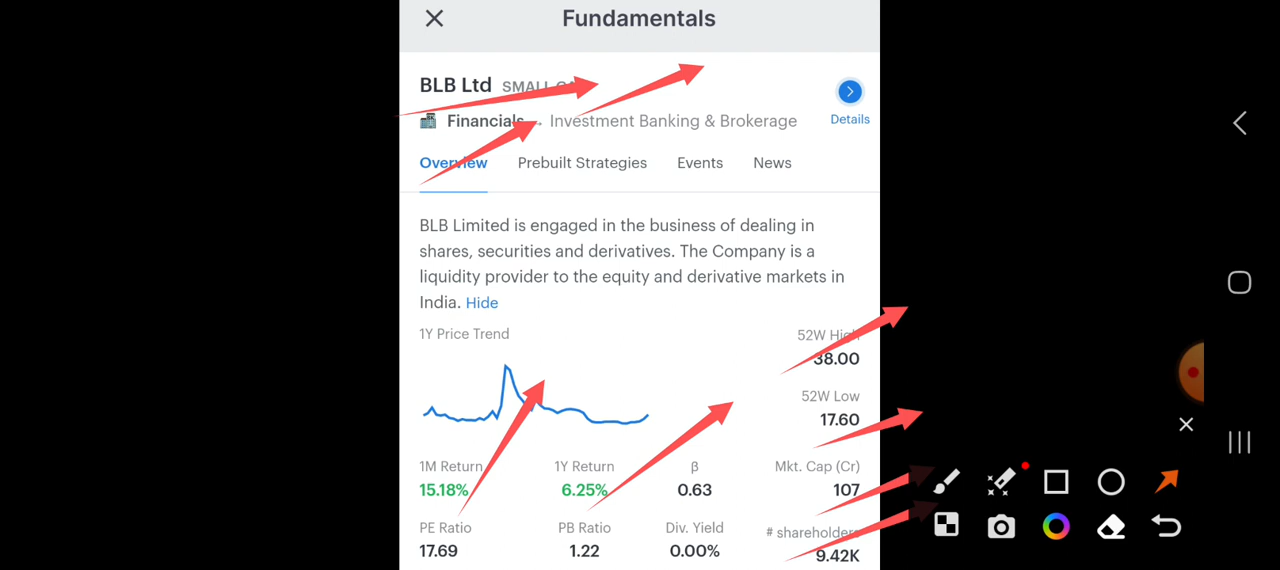 Fundamentals
BLB Ltd
Financials Investment Banking & Brokerage
Details
Overview Prebuilt Strategies Events News
BLB Limited is engaged in the business of dealing in
shares, securities and derivatives. The Company is a
liquidity provider to the equity and derivative markets in
India. Hide
1Y Price Trend
52W High
38.00
52W Low
17.60
1M Return 1Y Return β Mkt. Cap (Cr)
15.18% 6.25% 0.63 107
PE Ratio PB Ratio Div. Yield # shareholders
17.69 1.22 0.00% 9.42K